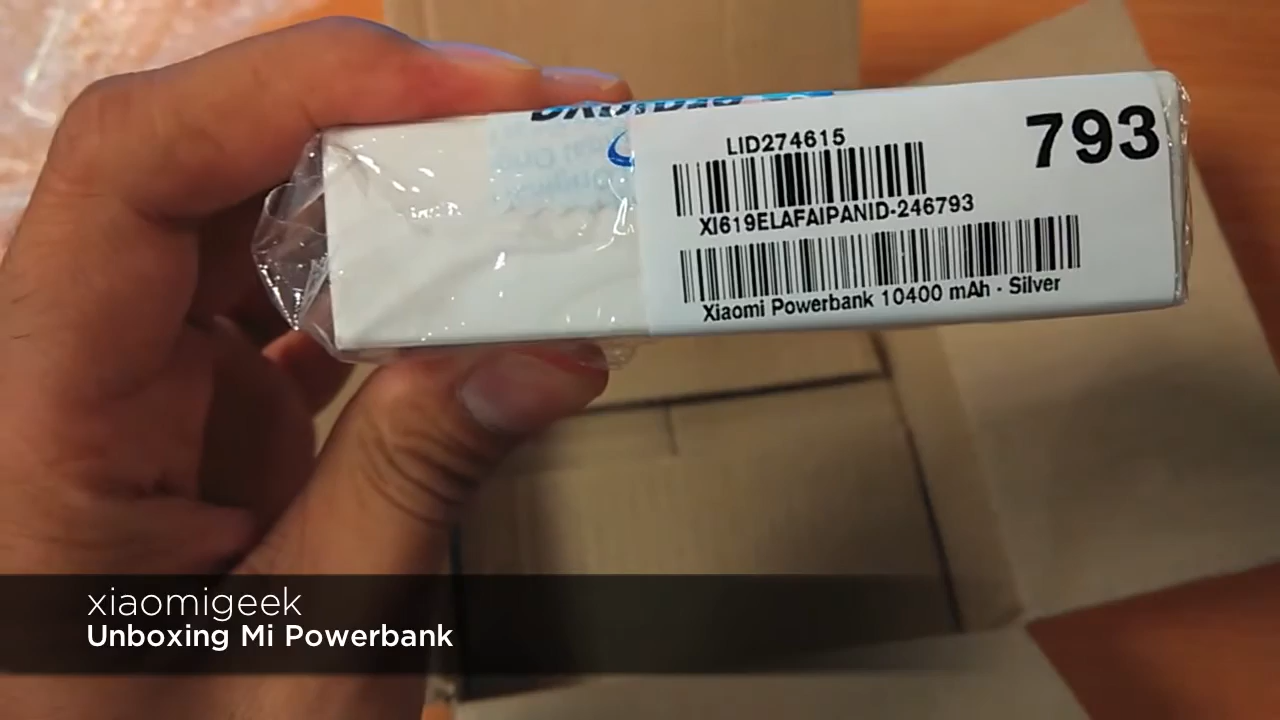 LID274615
793
XI619ELAFAIPANID-246793
Xiaomi Powerbank 10400 mAh - Silver
xiaomigeek
Unboxing Mi Powerbank